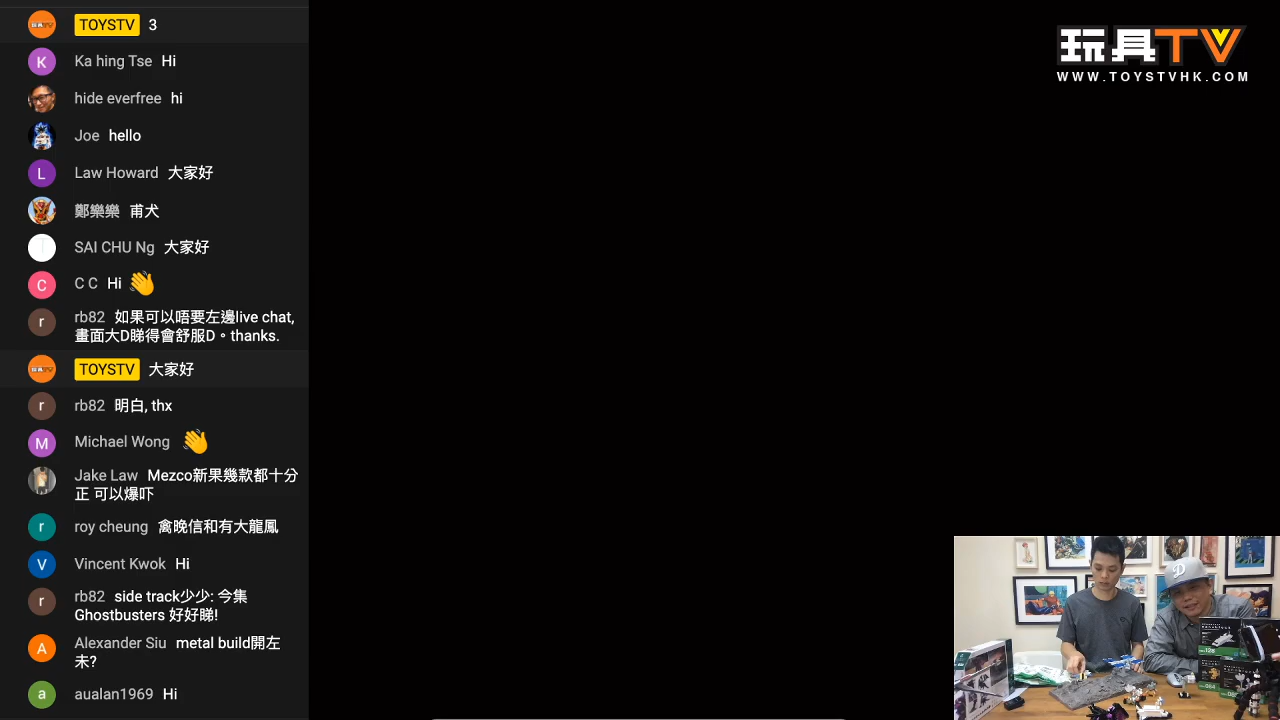 TOYSTV 3
Ka hing Tse Hi
hide everfree hi
Joe hello
Law Howard 大家好
鄭樂樂 甫犬
SAI CHU Ng 大家好
C C Hi 👋
rb82 如果可以唔要左邊live chat,
畫面大D睇得會舒服D。thanks.
TOYSTV 大家好
rb82 明白, thx
Michael Wong 👋
Jake Law Mezco新果幾款都十分
正 可以爆吓
roy cheung 禽晚信和有大龍鳳
Vincent Kwok Hi
rb82 side track少少: 今集
Ghostbusters 好好睇!
Alexander Siu metal build開左
未?
aualan1969 Hi
玩具TV
WWW.TOYSTVHK.COM
K
L
C
r
r
M
r
V
r
A
a
D